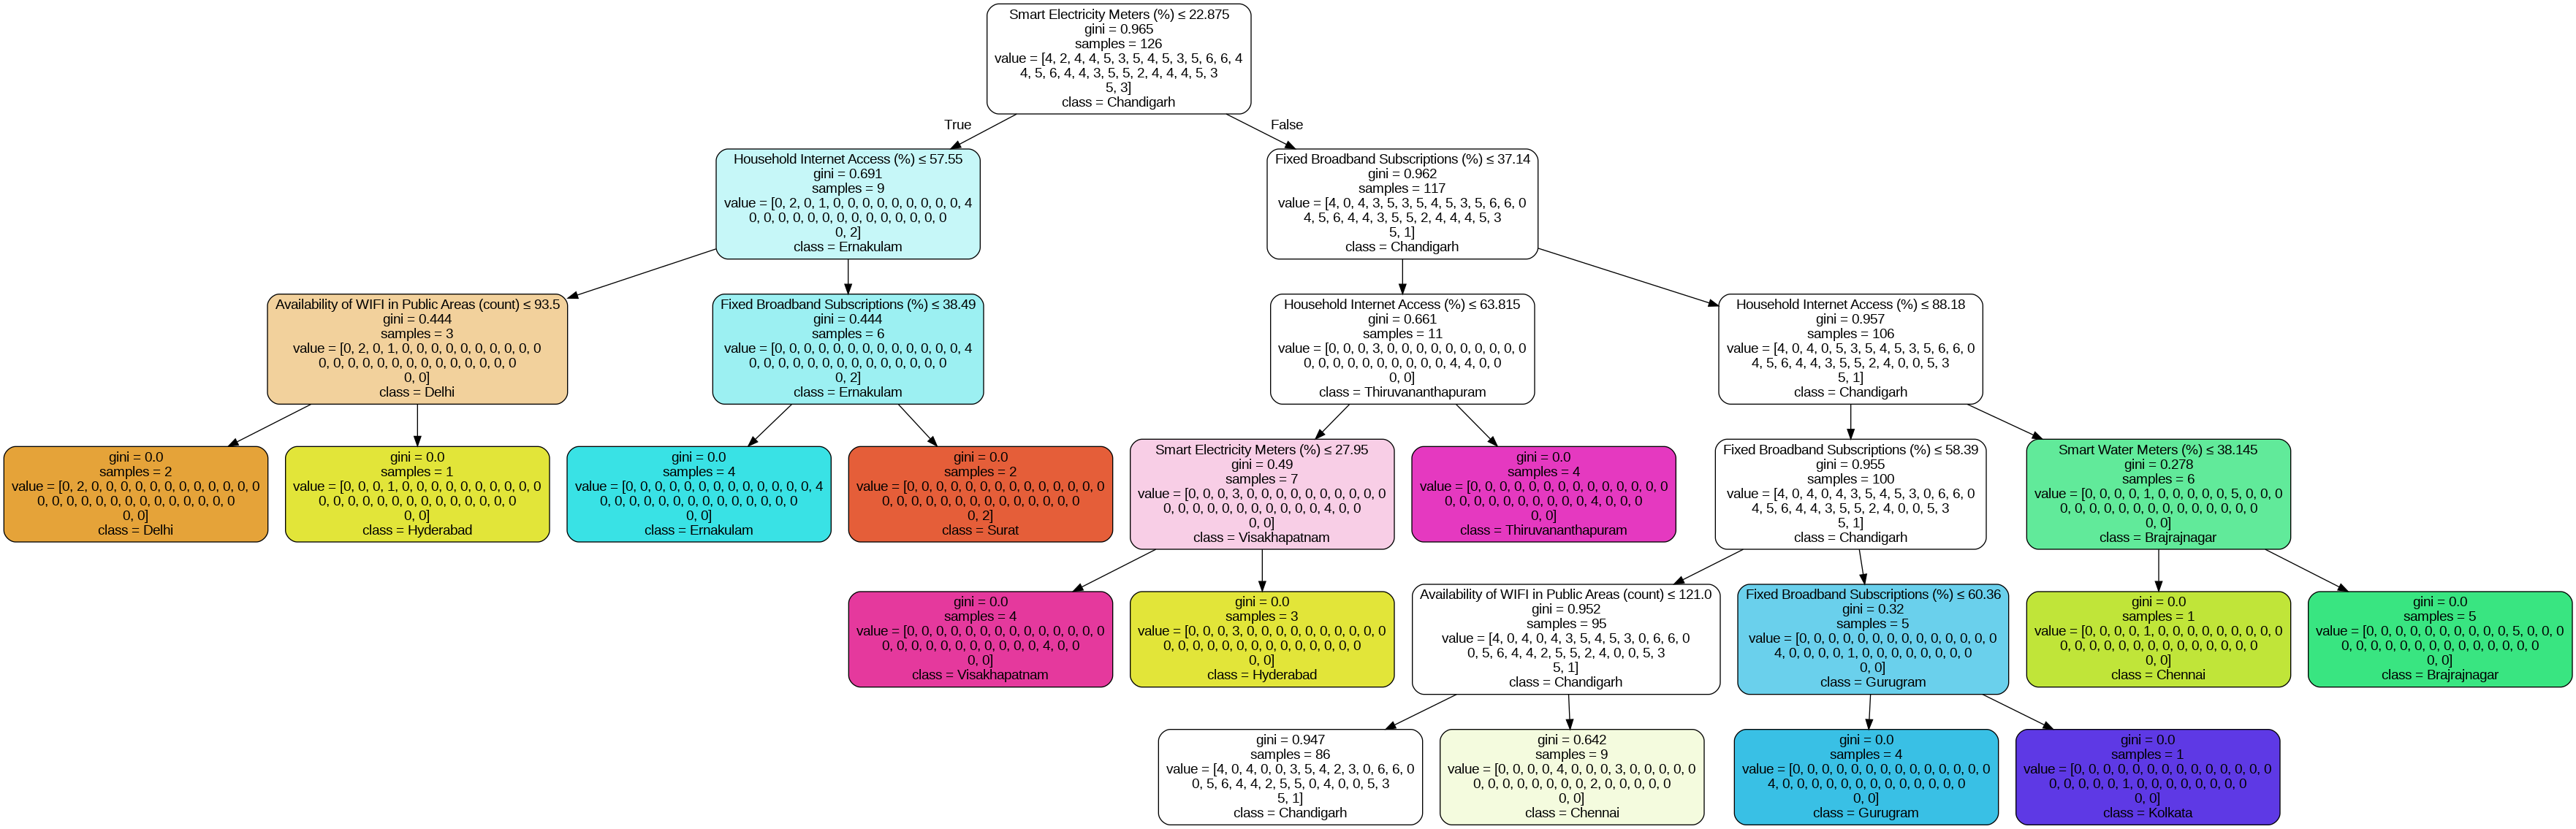 Smart Electricity Meters (%) ≤ 22.875
gini = 0.965
samples = 126
value = [4, 2, 4, 4, 5, 3, 5, 4, 5, 3, 5, 6, 6, 4
4, 5, 6, 4, 4, 3, 5, 5, 2, 4, 4, 4, 5, 3
5, 3]
class = Chandigarh
True
False
Household Internet Access (%) ≤ 57.55
gini = 0.691
samples = 9
value = [0, 2, 0, 1, 0, 0, 0, 0, 0, 0, 0, 0, 0, 4
0, 0, 0, 0, 0, 0, 0, 0, 0, 0, 0, 0, 0, 0
0, 2]
class = Ernakulam
Fixed Broadband Subscriptions (%) ≤ 37.14
gini = 0.962
samples = 117
value = [4, 0, 4, 3, 5, 3, 5, 4, 5, 3, 5, 6, 6, 0
4, 5, 6, 4, 4, 3, 5, 5, 2, 4, 4, 4, 5, 3
5, 1]
class = Chandigarh
Availability of WIFI in Public Areas (count) ≤ 93.5
gini = 0.444
samples = 3
value = [0, 2, 0, 1, 0, 0, 0, 0, 0, 0, 0, 0, 0, 0
0, 0, 0, 0, 0, 0, 0, 0, 0, 0, 0, 0, 0, 0
0, 0]
class = Delhi
Fixed Broadband Subscriptions (%) ≤ 38.49
gini = 0.444
samples = 6
value = [0, 0, 0, 0, 0, 0, 0, 0, 0, 0, 0, 0, 0, 4
0, 0, 0, 0, 0, 0, 0, 0, 0, 0, 0, 0, 0, 0
0, 2]
class = Ernakulam
Household Internet Access (%) ≤ 63.815
gini = 0.661
samples = 11
value = [0, 0, 0, 3, 0, 0, 0, 0, 0, 0, 0, 0, 0, 0
0, 0, 0, 0, 0, 0, 0, 0, 0, 0, 4, 4, 0, 0
0, 0]
class = Thiruvananthapuram
Household Internet Access (%) ≤ 88.18
gini = 0.957
samples = 106
value = [4, 0, 4, 0, 5, 3, 5, 4, 5, 3, 5, 6, 6, 0
4, 5, 6, 4, 4, 3, 5, 5, 2, 4, 0, 0, 5, 3
5, 1]
class = Chandigarh
gini = 0.0
samples = 2
value = [0, 2, 0, 0, 0, 0, 0, 0, 0, 0, 0, 0, 0, 0
0, 0, 0, 0, 0, 0, 0, 0, 0, 0, 0, 0, 0, 0
0, 0]
class = Delhi
gini = 0.0
samples = 1
value = [0, 0, 0, 1, 0, 0, 0, 0, 0, 0, 0, 0, 0, 0
0, 0, 0, 0, 0, 0, 0, 0, 0, 0, 0, 0, 0, 0
0, 0]
class = Hyderabad
gini = 0.0
samples = 4
value = [0, 0, 0, 0, 0, 0, 0, 0, 0, 0, 0, 0, 0, 4
0, 0, 0, 0, 0, 0, 0, 0, 0, 0, 0, 0, 0, 0
0, 0]
class = Ernakulam
gini = 0.0
samples = 2
value = [0, 0, 0, 0, 0, 0, 0, 0, 0, 0, 0, 0, 0, 0
0, 0, 0, 0, 0, 0, 0, 0, 0, 0, 0, 0, 0, 0
0, 2]
class = Surat
Smart Electricity Meters (%) ≤ 27.95
gini = 0.49
samples = 7
value = [0, 0, 0, 3, 0, 0, 0, 0, 0, 0, 0, 0, 0, 0
0, 0, 0, 0, 0, 0, 0, 0, 0, 0, 0, 4, 0, 0
0, 0]
class = Visakhapatnam
gini = 0.0
samples = 4
value = [0, 0, 0, 0, 0, 0, 0, 0, 0, 0, 0, 0, 0, 0
0, 0, 0, 0, 0, 0, 0, 0, 0, 0, 4, 0, 0, 0
0, 0]
class = Thiruvananthapuram
Fixed Broadband Subscriptions (%) ≤ 58.39
gini = 0.955
samples = 100
value = [4, 0, 4, 0, 4, 3, 5, 4, 5, 3, 0, 6, 6, 0
4, 5, 6, 4, 4, 3, 5, 5, 2, 4, 0, 0, 5, 3
5, 1]
class = Chandigarh
Smart Water Meters (%) ≤ 38.145
gini = 0.278
samples = 6
value = [0, 0, 0, 0, 1, 0, 0, 0, 0, 0, 5, 0, 0, 0
0, 0, 0, 0, 0, 0, 0, 0, 0, 0, 0, 0, 0, 0
0, 0]
class = Brajrajnagar
gini = 0.0
samples = 4
value = [0, 0, 0, 0, 0, 0, 0, 0, 0, 0, 0, 0, 0, 0
0, 0, 0, 0, 0, 0, 0, 0, 0, 0, 0, 4, 0, 0
0, 0]
class = Visakhapatnam
gini = 0.0
samples = 3
value = [0, 0, 0, 3, 0, 0, 0, 0, 0, 0, 0, 0, 0, 0
0, 0, 0, 0, 0, 0, 0, 0, 0, 0, 0, 0, 0, 0
0, 0]
class = Hyderabad
Availability of WIFI in Public Areas (count) ≤ 121.0
gini = 0.952
samples = 95
value = [4, 0, 4, 0, 4, 3, 5, 4, 5, 3, 0, 6, 6, 0
0, 5, 6, 4, 4, 2, 5, 5, 2, 4, 0, 0, 5, 3
5, 1]
class = Chandigarh
Fixed Broadband Subscriptions (%) ≤ 60.36
gini = 0.32
samples = 5
value = [0, 0, 0, 0, 0, 0, 0, 0, 0, 0, 0, 0, 0, 0
4, 0, 0, 0, 0, 1, 0, 0, 0, 0, 0, 0, 0, 0
0, 0]
class = Gurugram
gini = 0.0
samples = 1
value = [0, 0, 0, 0, 1, 0, 0, 0, 0, 0, 0, 0, 0, 0
0, 0, 0, 0, 0, 0, 0, 0, 0, 0, 0, 0, 0, 0
0, 0]
class = Chennai
gini = 0.0
samples = 5
value = [0, 0, 0, 0, 0, 0, 0, 0, 0, 0, 5, 0, 0, 0
0, 0, 0, 0, 0, 0, 0, 0, 0, 0, 0, 0, 0, 0
0, 0]
class = Brajrajnagar
gini = 0.947
samples = 86
value = [4, 0, 4, 0, 0, 3, 5, 4, 2, 3, 0, 6, 6, 0
0, 5, 6, 4, 4, 2, 5, 5, 0, 4, 0, 0, 5, 3
5, 1]
class = Chandigarh
gini = 0.642
samples = 9
value = [0, 0, 0, 0, 4, 0, 0, 0, 3, 0, 0, 0, 0, 0
0, 0, 0, 0, 0, 0, 0, 0, 2, 0, 0, 0, 0, 0
0, 0]
class = Chennai
gini = 0.0
samples = 4
value = [0, 0, 0, 0, 0, 0, 0, 0, 0, 0, 0, 0, 0, 0
4, 0, 0, 0, 0, 0, 0, 0, 0, 0, 0, 0, 0, 0
0, 0]
class = Gurugram
gini = 0.0
samples = 1
value = [0, 0, 0, 0, 0, 0, 0, 0, 0, 0, 0, 0, 0, 0
0, 0, 0, 0, 0, 1, 0, 0, 0, 0, 0, 0, 0, 0
0, 0]
class = Kolkata